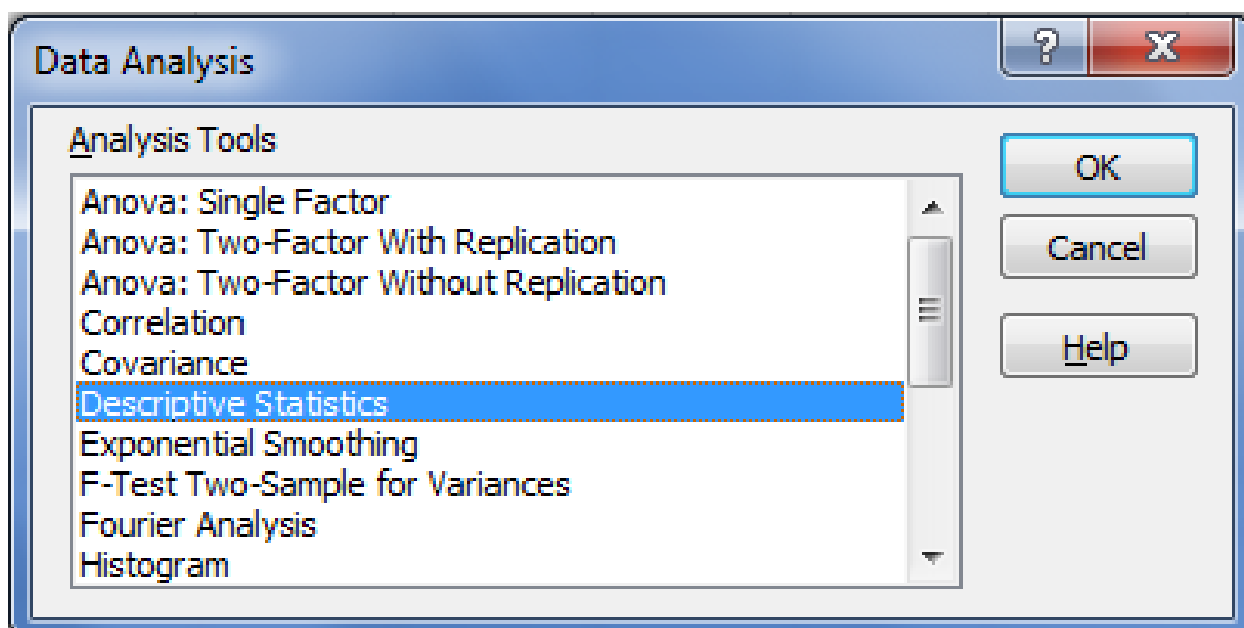 Data Analysis
?
X
Analysis Tools
Anova: Single Factor
Anova: Two-Factor With Replication
Anova: Two-Factor Without Replication
Correlation
Covariance
Descriptive Statistics
Exponential Smoothing
F-Test Two-Sample for Variances
Fourier Analysis
Histogram
OK
Cancel
Help